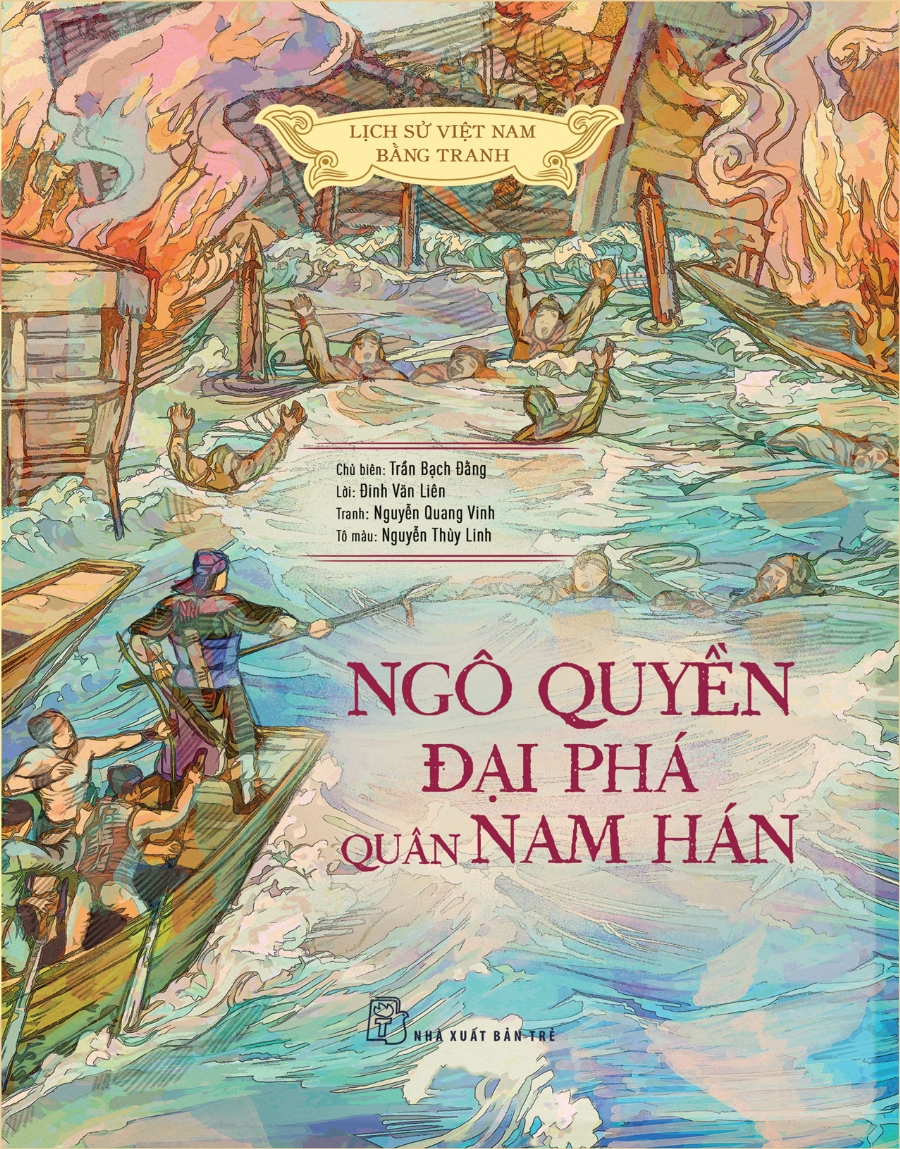 LỊCH SỬ VIỆT NAM
BẰNG TRANH
Chủ biên: Trần Bạch Đằng
Lời: Đinh Văn Liên
Tranh: Nguyễn Quang Vinh
Tô màu: Nguyễn Thùy Linh
NGÔ QUYỀN
ĐẠI PHÁ
QUÂN NAM HÁN
NHÀ XUẤT BẢN TRẺ